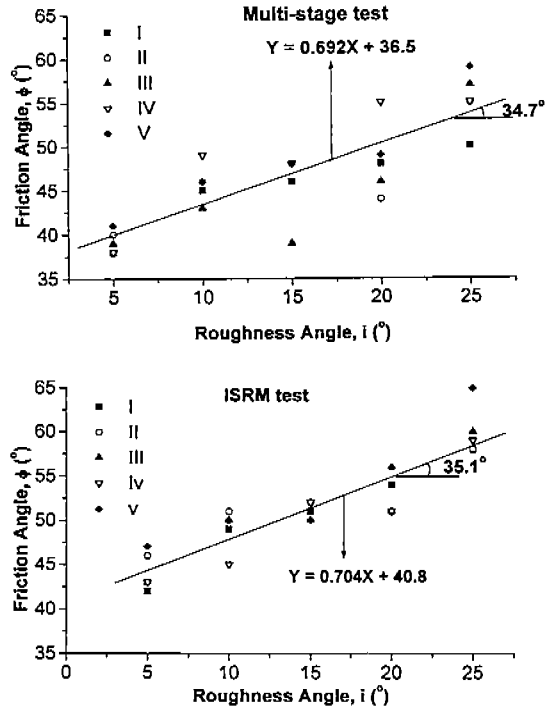 Multi-stage test
65
60
55
50
45
40
35
Friction Angle, ϕ (°)
I
II
III
IV
V
Y = 0.692X + 36.5
34.7°
5 10 15 20 25
Roughness Angle, i (°)
ISRM test
65
60
55
50
45
40
35
Friction Angle, ϕ (°)
I
II
III
Iv
v
35.1°
Y = 0.704X + 40.8
0 5 10 15 20 25
Roughness Angle, i (°)